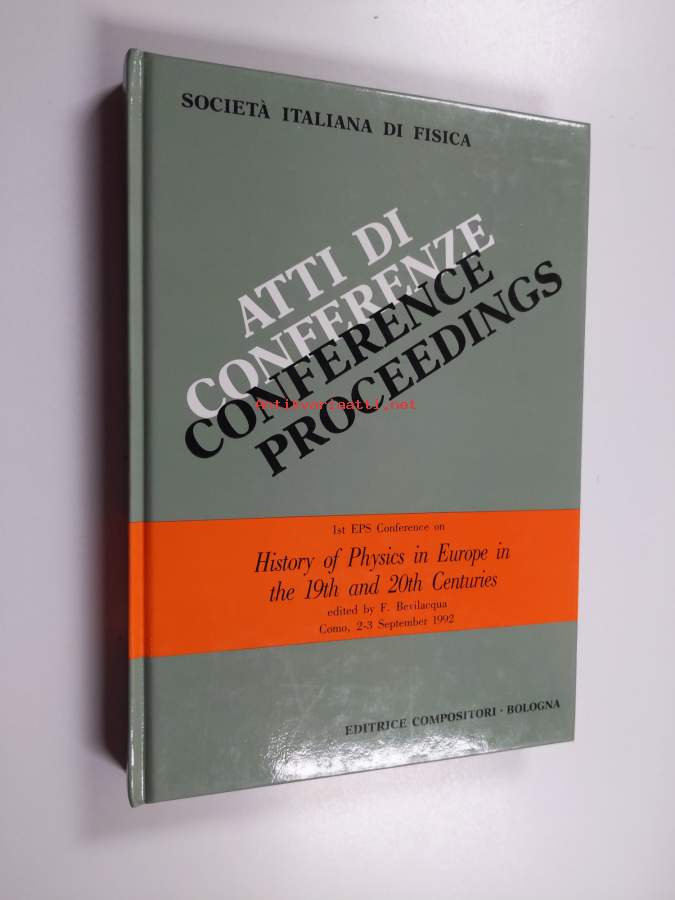 SOCIETÀ ITALIANA DI FISICA
ATTI DI
CONFERENZE
CONFERENCE
PROCEEDINGS
Antikvariaatti.net
1st EPS Conference on
History of Physics in Europe in
the 19th and 20th Centuries
edited by F. Bevilacqua
Como, 2-3 September 1992
EDITRICE COMPOSITORI · BOLOGNA